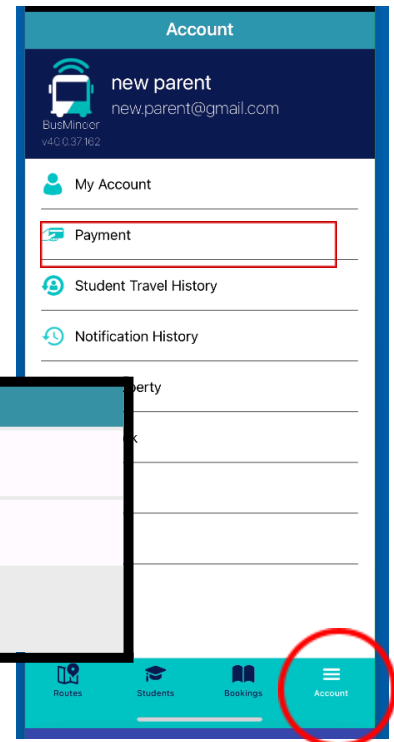 Account
new parent
new.parent@gmail.com
BusMinder
v4.0.0.37.162
My Account
Payment
Student Travel History
Notification History
perty
k
Routes
Students
Bookings
Account